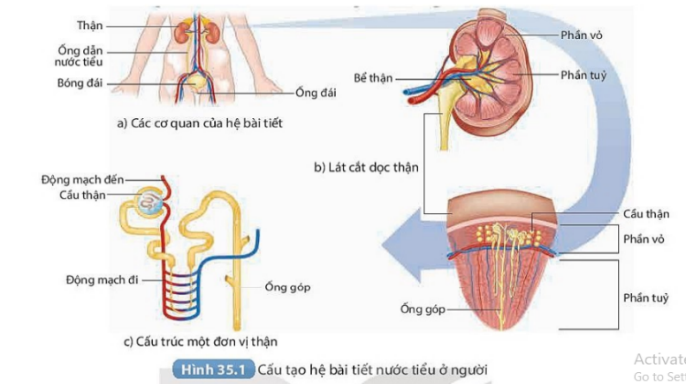 Thận
Ống dẫn
nước tiểu
Bóng đái
Ống đái
a) Các cơ quan của hệ bài tiết
Phần vỏ
Bể thận
Phần tuỷ
b) Lát cắt dọc thận
Động mạch đến
Cầu thận
Động mạch đi
Ống góp
c) Cấu trúc một đơn vị thận
Cầu thận
Phần vỏ
Ống góp
Phần tuỷ
Hình 35.1 Cấu tạo hệ bài tiết nước tiểu ở người
Activate
Go to Set